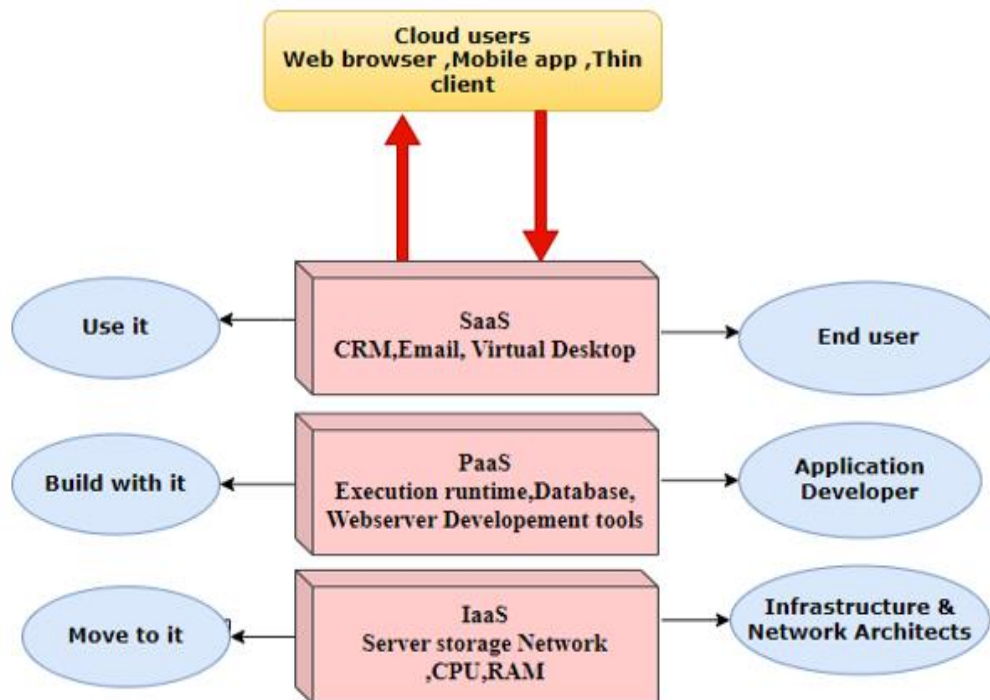 Cloud users
Web browser ,Mobile app ,Thin
client
Use it
SaaS
CRM,Email, Virtual Desktop
End user
Build with it
PaaS
Execution runtime,Database,
Webserver Developement tools
Application
Developer
Move to it
IaaS
Server storage Network
,CPU,RAM
Infrastructure &
Network Architects